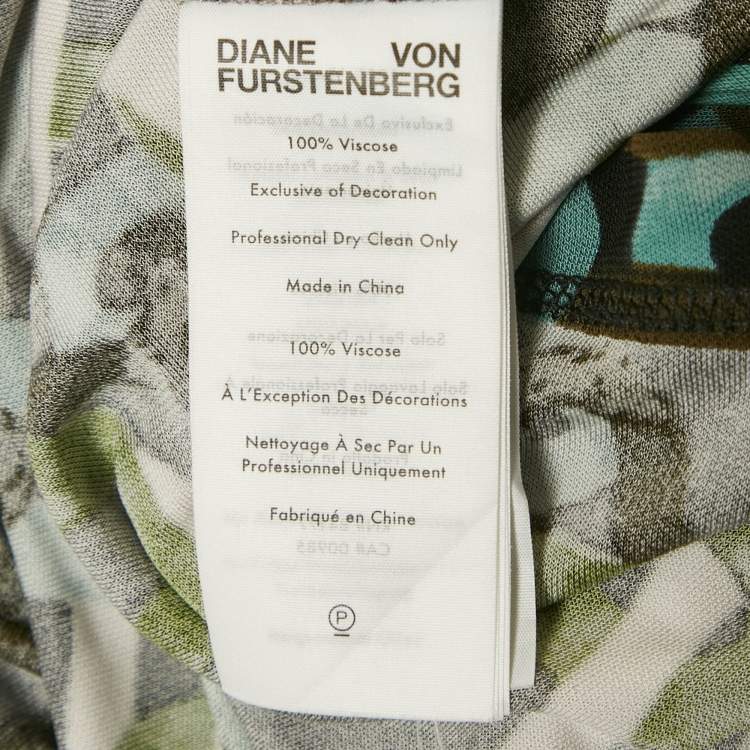 DIANE VON
FURSTENBERG
100% Viscose
Exclusive of Decoration
Professional Dry Clean Only
Made in China
100% Viscose
À L'Exception Des Décorations
Nettoyage À Sec Par Un
Professionnel Uniquement
Fabriqué en Chine
P